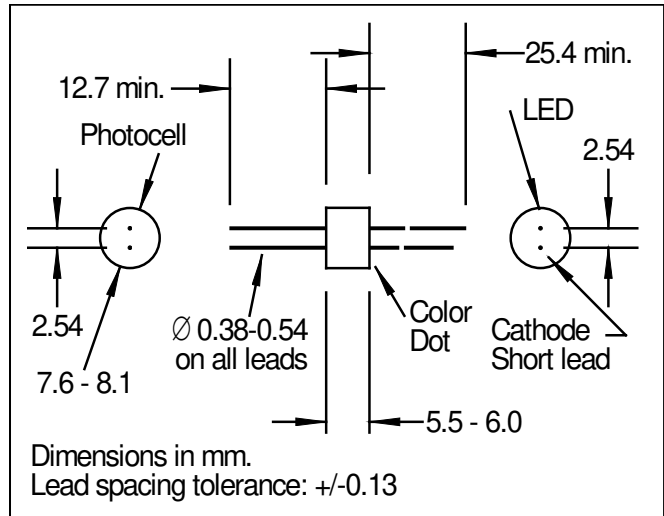 25.4 min.
12.7 min.
LED
Photocell
2.54
2.54
Ø 0.38-0.54
on all leads
Color
Dot
Cathode
Short lead
7.6 - 8.1
5.5 - 6.0
Dimensions in mm.
Lead spacing tolerance: +/-0.13